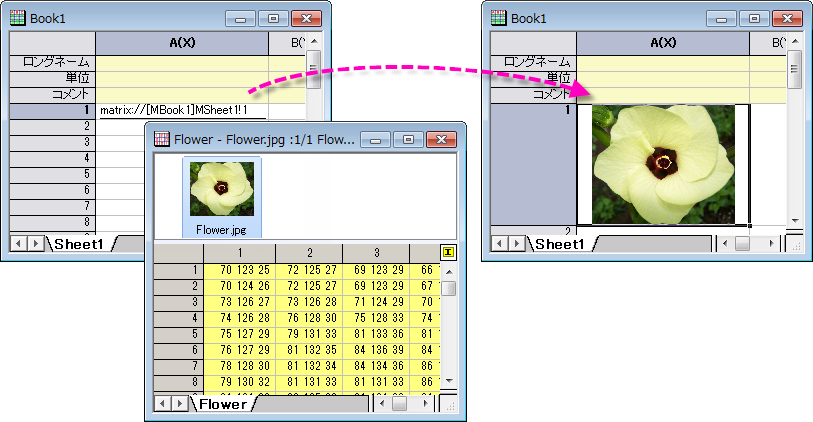 Book1
A(X) B(Y
ロングネーム
単位
コメント
1 matrix://[MBook1]MSheet1!1
2
3
4
5
6
7
8
Sheet1
Flower - Flower.jpg :1/1 Flow...
Flower.jpg
1 2 3
1 70 123 25 72 125 27 69 123 29 66
2 70 124 26 72 125 27 69 123 29 67
3 73 126 27 73 126 28 71 124 29 70
4 74 126 28 76 128 30 75 128 33 74
5 75 127 29 79 131 33 81 133 36 81
6 76 127 29 81 132 35 84 136 39 84
7 78 128 30 81 132 34 84 134 36 86
8 79 130 32 81 131 33 81 131 33 86
Flower
Book1
A(X) B(Y
ロングネーム
単位
コメント
1
2
Sheet1